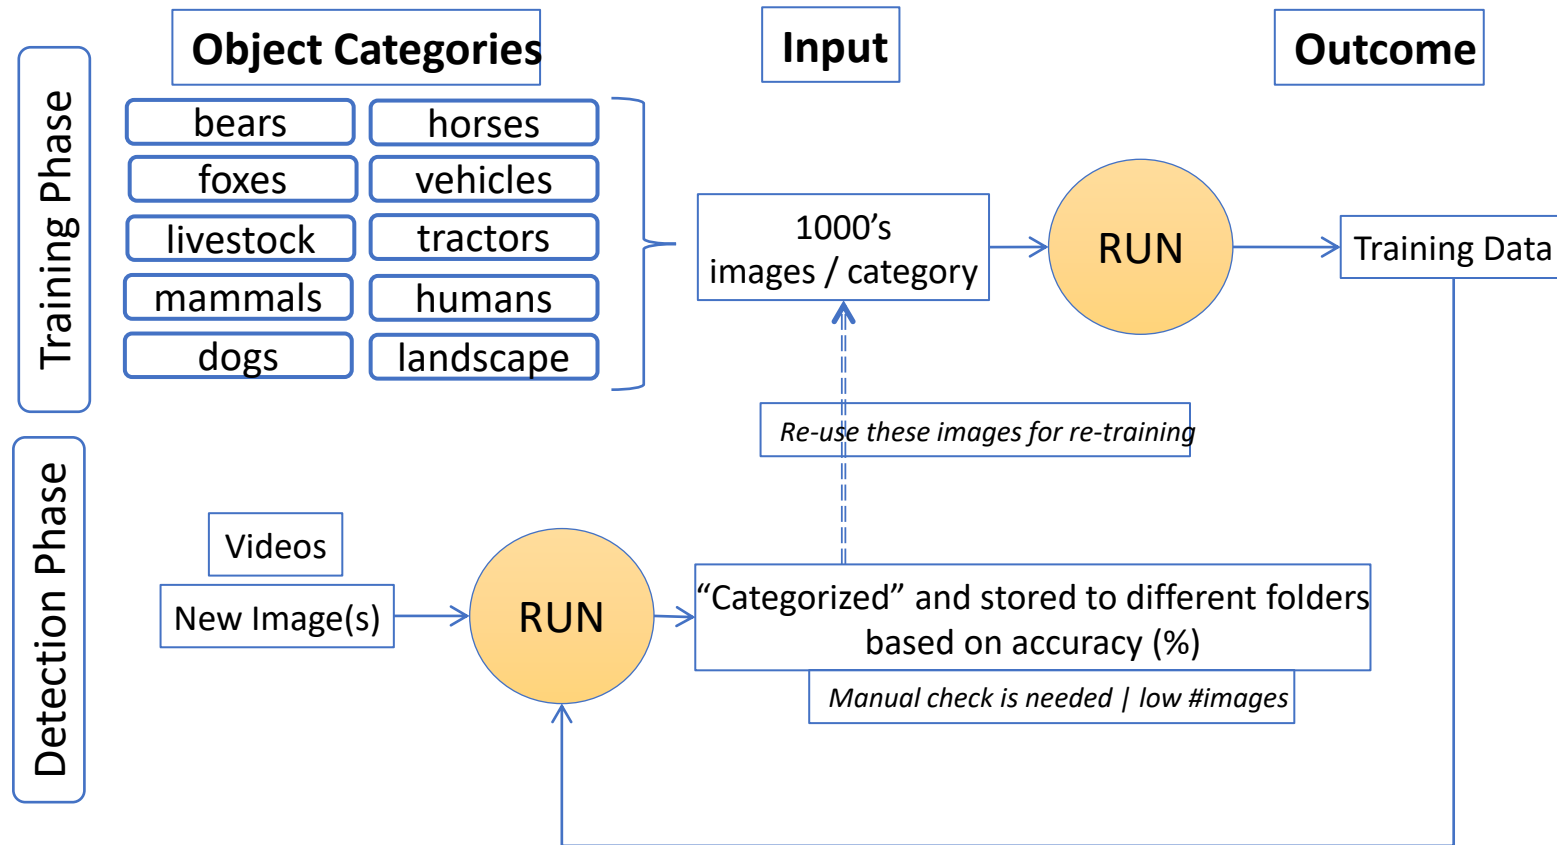 Object Categories
Input
Outcome
Training Phase
bears
horses
foxes
vehicles
livestock
tractors
mammals
humans
dogs
landscape
1000’s
images / category
RUN
Training Data
Re-use these images for re-training
Detection Phase
Videos
New Image(s)
RUN
“Categorized” and stored to different folders
based on accuracy (%)
Manual check is needed | low #images